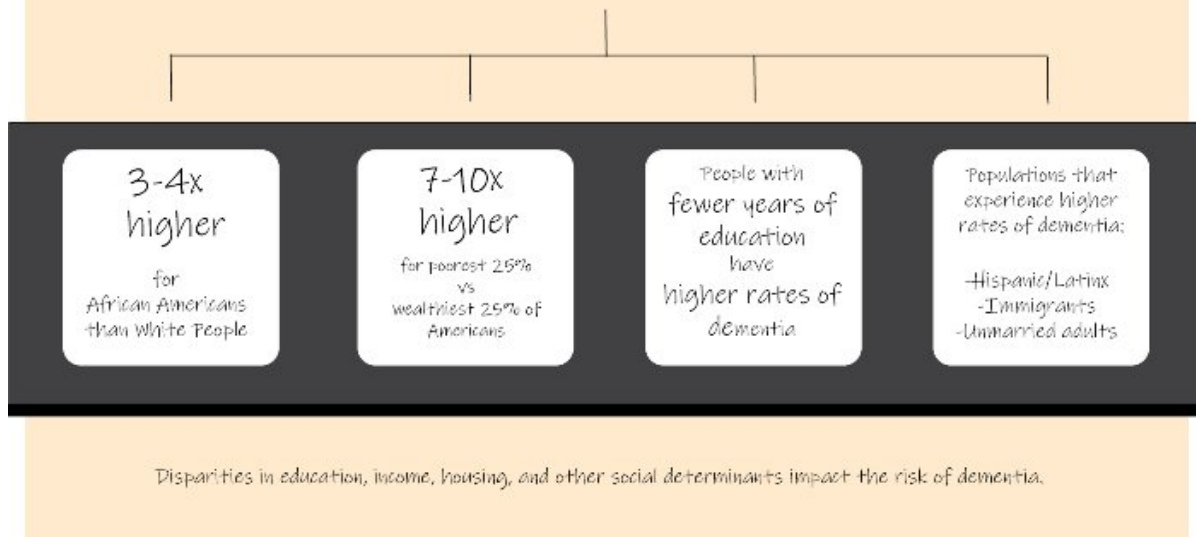 3-4x
higher
for
African Americans
than White People
7-10x
higher
for poorest 25%
vs
wealthiest 25% of
Americans
People with
fewer years of
education
have
higher rates of
dementia
Populations that
experience higher
rates of dementia:
-Hispanic/Latinx
-Immigrants
-Unmarried adults
Disparities in education, income, housing, and other social determinants impact the risk of dementia.